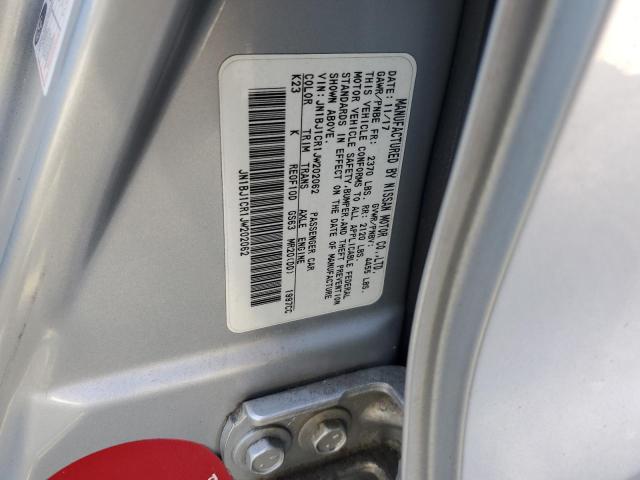 MANUFACTURED BY NISSAN MOTOR CO.,LTD.
DATE: 11/17 GVWR/PNBV: 4455 LBS.
GAWR/PNBE FR: 2370 LBS. RR: 2120 LBS.
THIS VEHICLE CONFORMS TO ALL APPLICABLE FEDERAL
MOTOR VEHICLE SAFETY,BUMPER,AND THEFT PREVENTION
STANDARDS IN EFFECT ON THE DATE OF MANUFACTURE
SHOWN ABOVE.
VIN: JN1BJ1CR1JW202062 PASSENGER CAR
COLOR TRIM TRANS AXLE ENGINE
K23 K RE0F10D GS63 MR20(DD) 1997CC
JN1BJ1CR1JW202062